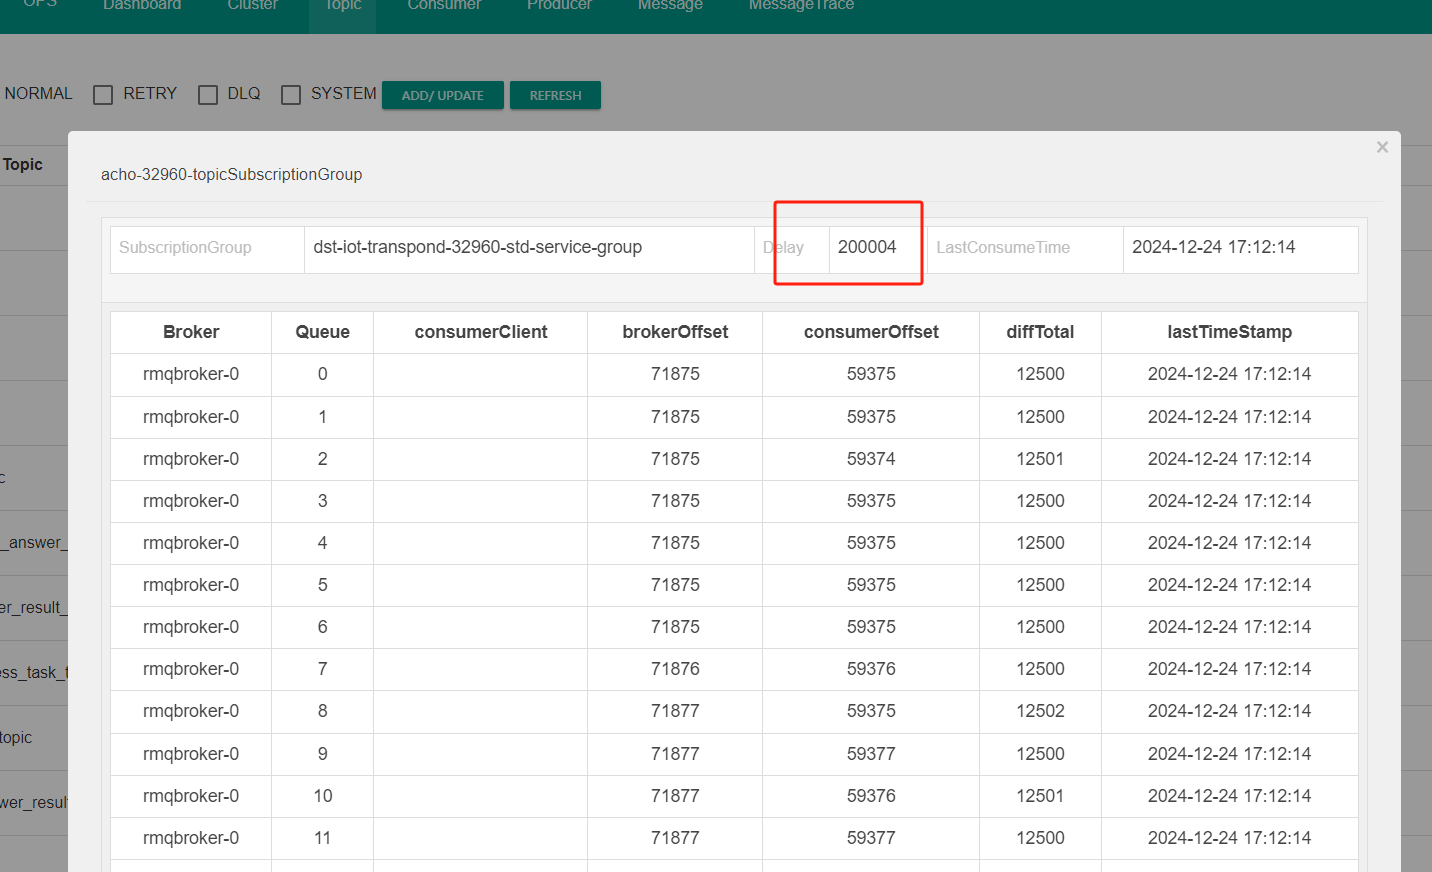 OPS Dashboard Cluster Topic Consumer Producer Message MessageTrace
NORMAL RETRY DLQ SYSTEM ADD/ UPDATE REFRESH
Topic
×
acho-32960-topicSubscriptionGroup
SubscriptionGroup dst-iot-transpond-32960-std-service-group Delay 200004 LastConsumeTime 2024-12-24 17:12:14
Broker Queue consumerClient brokerOffset consumerOffset diffTotal lastTimeStamp
rmqbroker-0 0 71875 59375 12500 2024-12-24 17:12:14
rmqbroker-0 1 71875 59375 12500 2024-12-24 17:12:14
rmqbroker-0 2 71875 59374 12501 2024-12-24 17:12:14
c
rmqbroker-0 3 71875 59375 12500 2024-12-24 17:12:14
_answer_
rmqbroker-0 4 71875 59375 12500 2024-12-24 17:12:14
rmqbroker-0 5 71875 59375 12500 2024-12-24 17:12:14
er_result_
rmqbroker-0 6 71875 59375 12500 2024-12-24 17:12:14
ess_task_t
rmqbroker-0 7 71876 59376 12500 2024-12-24 17:12:14
rmqbroker-0 8 71877 59375 12502 2024-12-24 17:12:14
topic
rmqbroker-0 9 71877 59377 12500 2024-12-24 17:12:14
wer_result
rmqbroker-0 10 71877 59376 12501 2024-12-24 17:12:14
rmqbroker-0 11 71877 59377 12500 2024-12-24 17:12:14